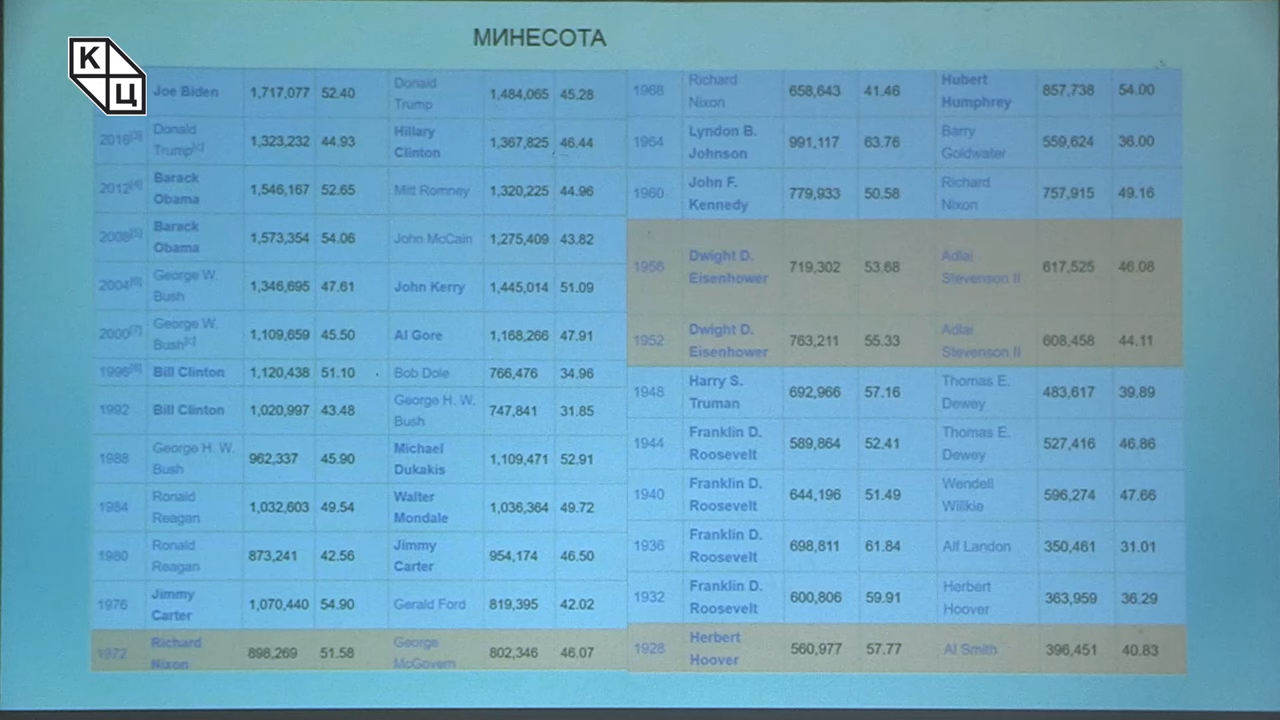 МИНЕСОТА
К
Ц
Joe Biden 1,717,077 52.40 Donald Trump 1,484,065 45.28
2016[3] Donald Trump[c] 1,323,232 44.93 Hillary Clinton 1,367,825 46.44
2012[4] Barack Obama 1,546,167 52.65 Mitt Romney 1,320,225 44.96
2008[5] Barack Obama 1,573,354 54.06 John McCain 1,275,409 43.82
2004[6] George W. Bush 1,346,695 47.61 John Kerry 1,445,014 51.09
2000[7] George W. Bush[c] 1,109,659 45.50 Al Gore 1,168,266 47.91
1996[8] Bill Clinton 1,120,438 51.10 Bob Dole 766,476 34.96
1992 Bill Clinton 1,020,997 43.48 George H. W. Bush 747,841 31.85
1988 George H. W. Bush 962,337 45.90 Michael Dukakis 1,109,471 52.91
1984 Ronald Reagan 1,032,603 49.54 Walter Mondale 1,036,364 49.72
1980 Ronald Reagan 873,241 42.56 Jimmy Carter 954,174 46.50
1976 Jimmy Carter 1,070,440 54.90 Gerald Ford 819,395 42.02
1972 Richard Nixon 898,269 51.58 George McGovern 802,346 46.07
1968 Richard Nixon 658,643 41.46 Hubert Humphrey 857,738 54.00
1964 Lyndon B. Johnson 991,117 63.76 Barry Goldwater 559,624 36.00
1960 John F. Kennedy 779,933 50.58 Richard Nixon 757,915 49.16
1956 Dwight D. Eisenhower 719,302 53.68 Adlai Stevenson II 617,525 46.08
1952 Dwight D. Eisenhower 763,211 55.33 Adlai Stevenson II 608,458 44.11
1948 Harry S. Truman 692,966 57.16 Thomas E. Dewey 483,617 39.89
1944 Franklin D. Roosevelt 589,864 52.41 Thomas E. Dewey 527,416 46.86
1940 Franklin D. Roosevelt 644,196 51.49 Wendell Willkie 596,274 47.66
1936 Franklin D. Roosevelt 698,811 61.84 Alf Landon 350,461 31.01
1932 Franklin D. Roosevelt 600,806 59.91 Herbert Hoover 363,959 36.29
1928 Herbert Hoover 560,977 57.77 Al Smith 396,451 40.83